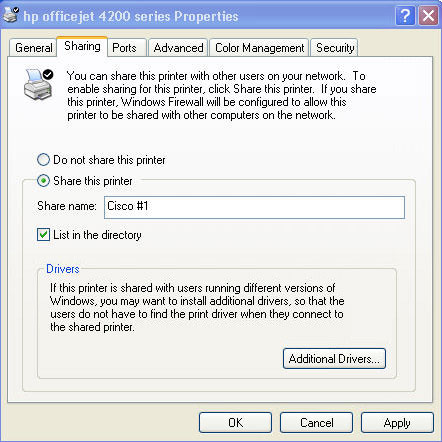 hp officejet 4200 series Properties
General Sharing Ports Advanced Color Management Security
You can share this printer with other users on your network. To
enable sharing for this printer, click Share this printer. If you share
this printer, Windows Firewall will be configured to allow this
printer to be shared with other computers on the network.
Do not share this printer
Share this printer
Share name: Cisco #1
List in the directory
Drivers
If this printer is shared with users running different versions of
Windows, you may want to install additional drivers, so that the
users do not have to find the print driver when they connect to
the shared printer.
Additional Drivers...
OK Cancel Apply